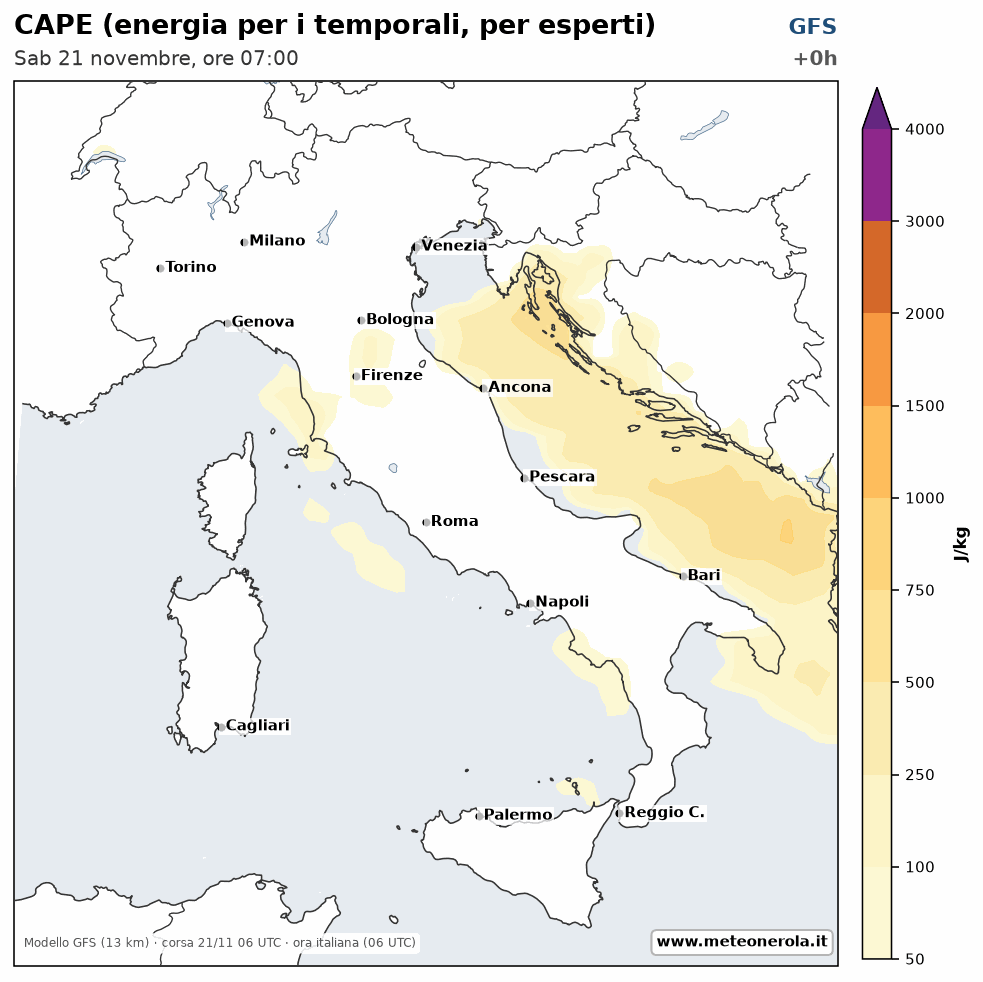 CAPE (energia per i temporali, per esperti)
GFS
Sab 21 novembre, ore 07:00
+0h
4000
3000
2000
1500
1000
750
500
250
100
50
J/kg
Milano
Venezia
Torino
Genova
Bologna
Firenze
Ancona
Pescara
Roma
Bari
Napoli
Cagliari
Palermo
Reggio C.
Modello GFS (13 km) · corsa 21/11 06 UTC · ora italiana (06 UTC)
www.meteonerola.it